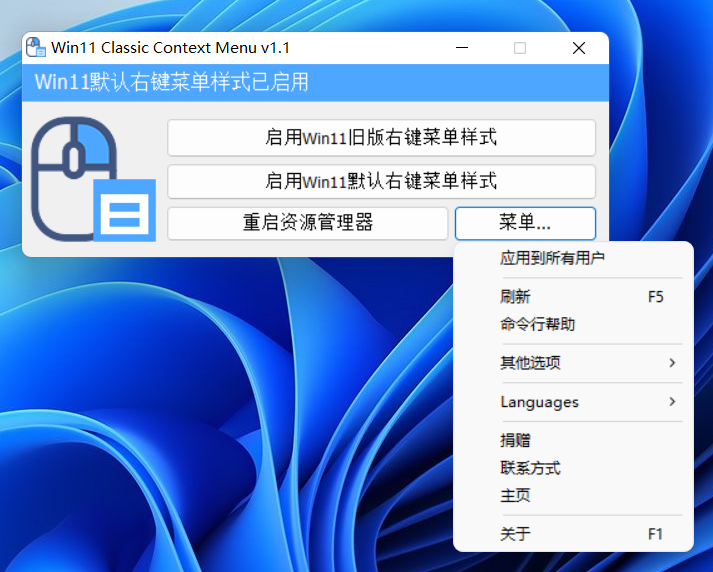 Win11 Classic Context Menu v1.1
Win11默认右键菜单样式已启用
启用Win11旧版右键菜单样式
启用Win11默认右键菜单样式
重启资源管理器 菜单...
应用到所有用户
刷新 F5
命令行帮助
其他选项
Languages
捐赠
联系方式
主页
关于 F1